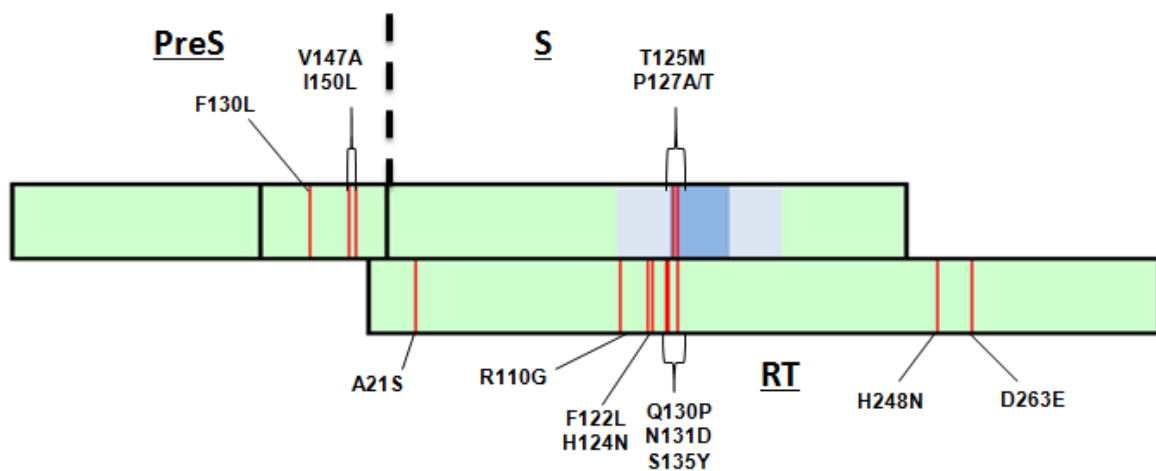 PreS
S
V147A
I150L
T125M
P127A/T
F130L
A21S
R110G
F122L
H124N
Q130P
N131D
S135Y
RT
H248N
D263E